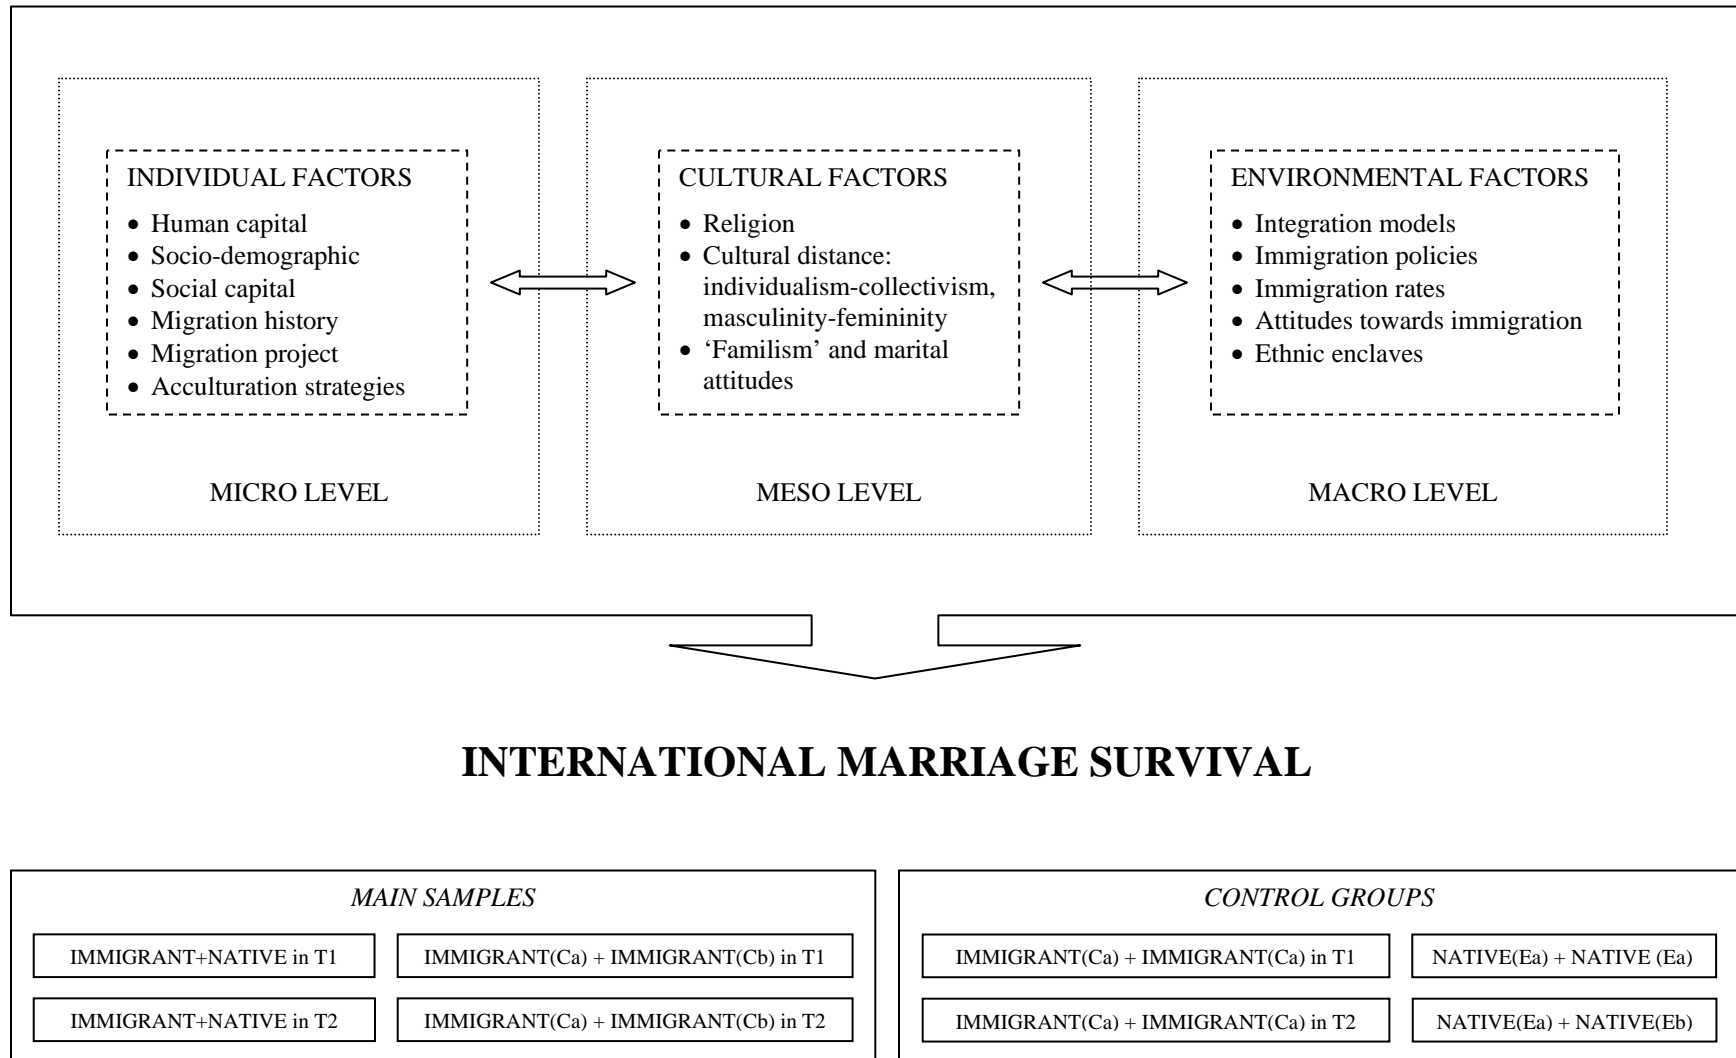 INDIVIDUAL FACTORS
• Human capital
• Socio-demographic
• Social capital
• Migration history
• Migration project
• Acculturation strategies
MICRO LEVEL
CULTURAL FACTORS
• Religion
• Cultural distance:
individualism-collectivism,
masculinity-femininity
• ‘Familism’ and marital
attitudes
MESO LEVEL
ENVIRONMENTAL FACTORS
• Integration models
• Immigration policies
• Immigration rates
• Attitudes towards immigration
• Ethnic enclaves
MACRO LEVEL
INTERNATIONAL MARRIAGE SURVIVAL
MAIN SAMPLES
IMMIGRANT+NATIVE in T1
IMMIGRANT(Ca) + IMMIGRANT(Cb) in T1
IMMIGRANT+NATIVE in T2
IMMIGRANT(Ca) + IMMIGRANT(Cb) in T2
CONTROL GROUPS
IMMIGRANT(Ca) + IMMIGRANT(Ca) in T1
NATIVE(Ea) + NATIVE (Ea)
IMMIGRANT(Ca) + IMMIGRANT(Ca) in T2
NATIVE(Ea) + NATIVE(Eb)